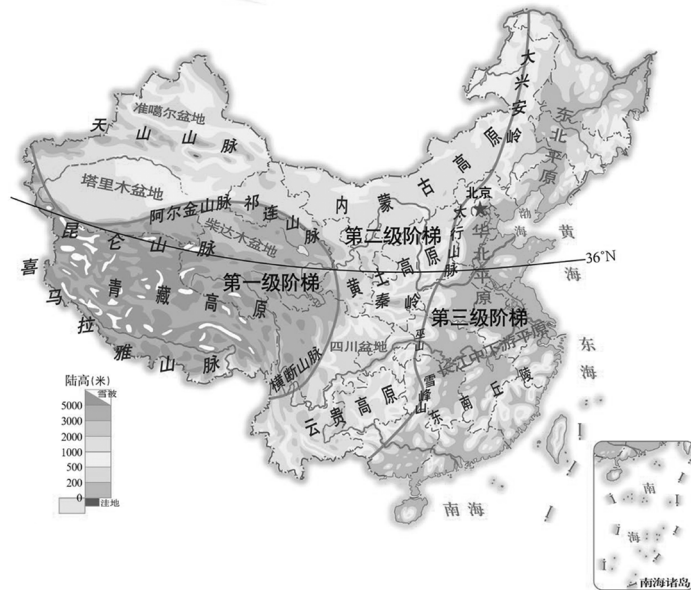 大兴安岭
东北平原
准噶尔盆地
天山山脉
塔里木盆地
内蒙古高原
北京
渤海
黄海
阿尔金山脉
祁连山脉
太行山脉
华北平原
第二级阶梯
柴达木盆地
昆仑山脉
36°N
黄土高原
第一级阶梯
青藏高原
喜马拉雅山脉
秦岭
第三级阶梯
巫山
四川盆地
长江中下游平原
东海
横断山脉
雪峰山
东南丘陵
云贵高原
陆高(米)
雪被
5000
3000
2000
1000
500
200
0
洼地
南海
南海
南海诸岛